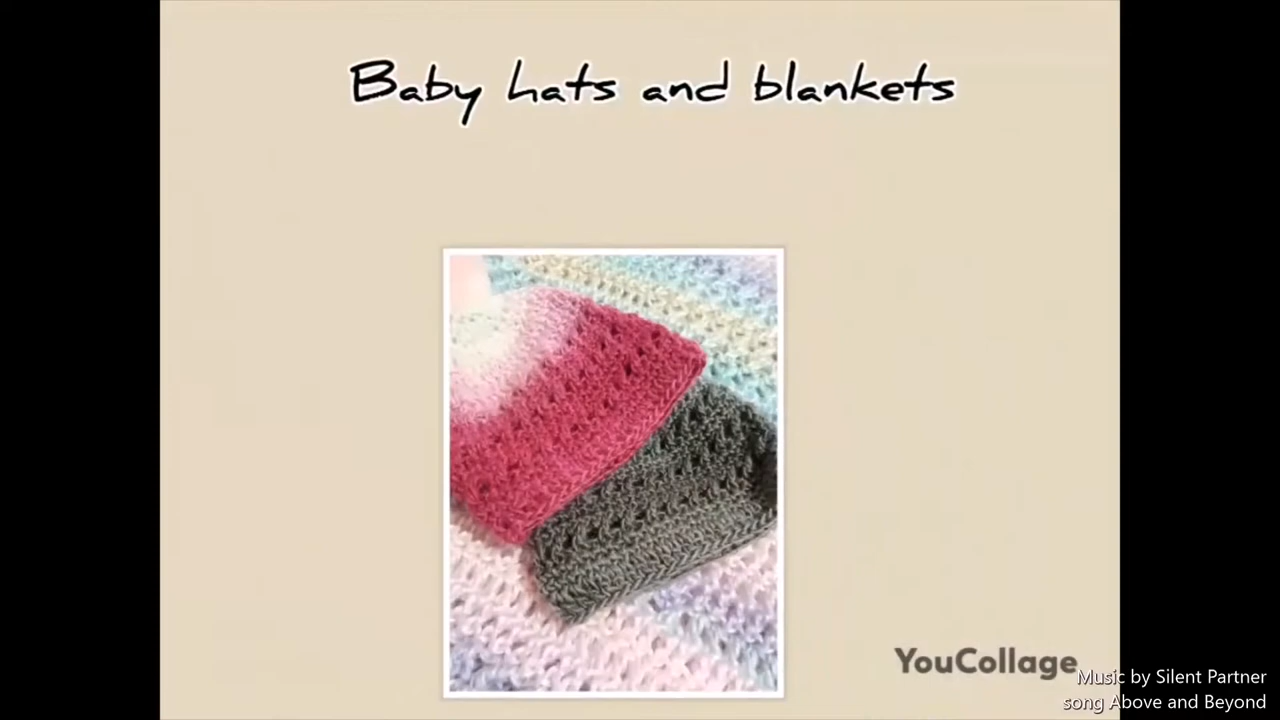 Baby hats and blankets
YouCollage
Music by Silent Partner
song Above and Beyond